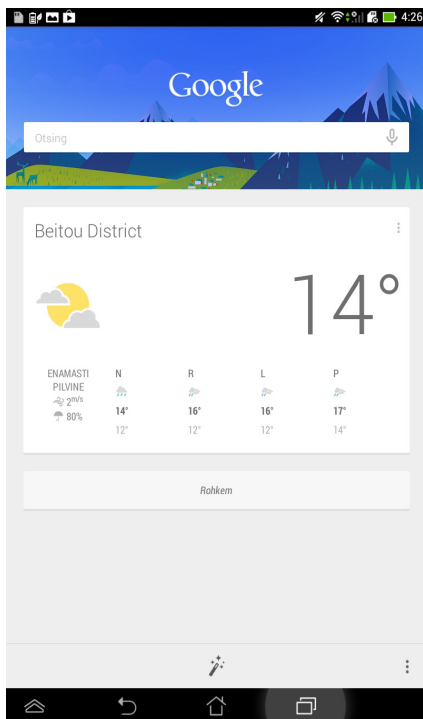 4:26
Google
Otsing
Beitou District
14°
ENAMASTI
PILVINE
2m/s
80%
N R L P
14° 16° 16° 17°
12° 12° 12° 14°
Rohkem